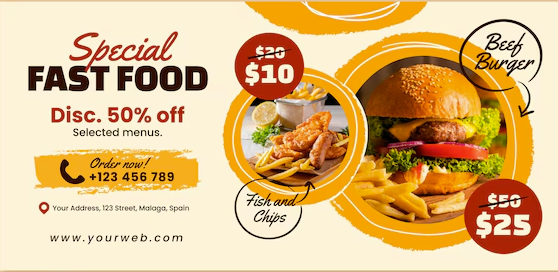 Special
FAST FOOD
Disc. 50% off
Selected menus.
Order now!
+123 456 789
Your Address, 123 Street, Malaga, Spain
www.yourweb.com
$20
$10
Fish and
Chips
Beef
Burger
$50
$25